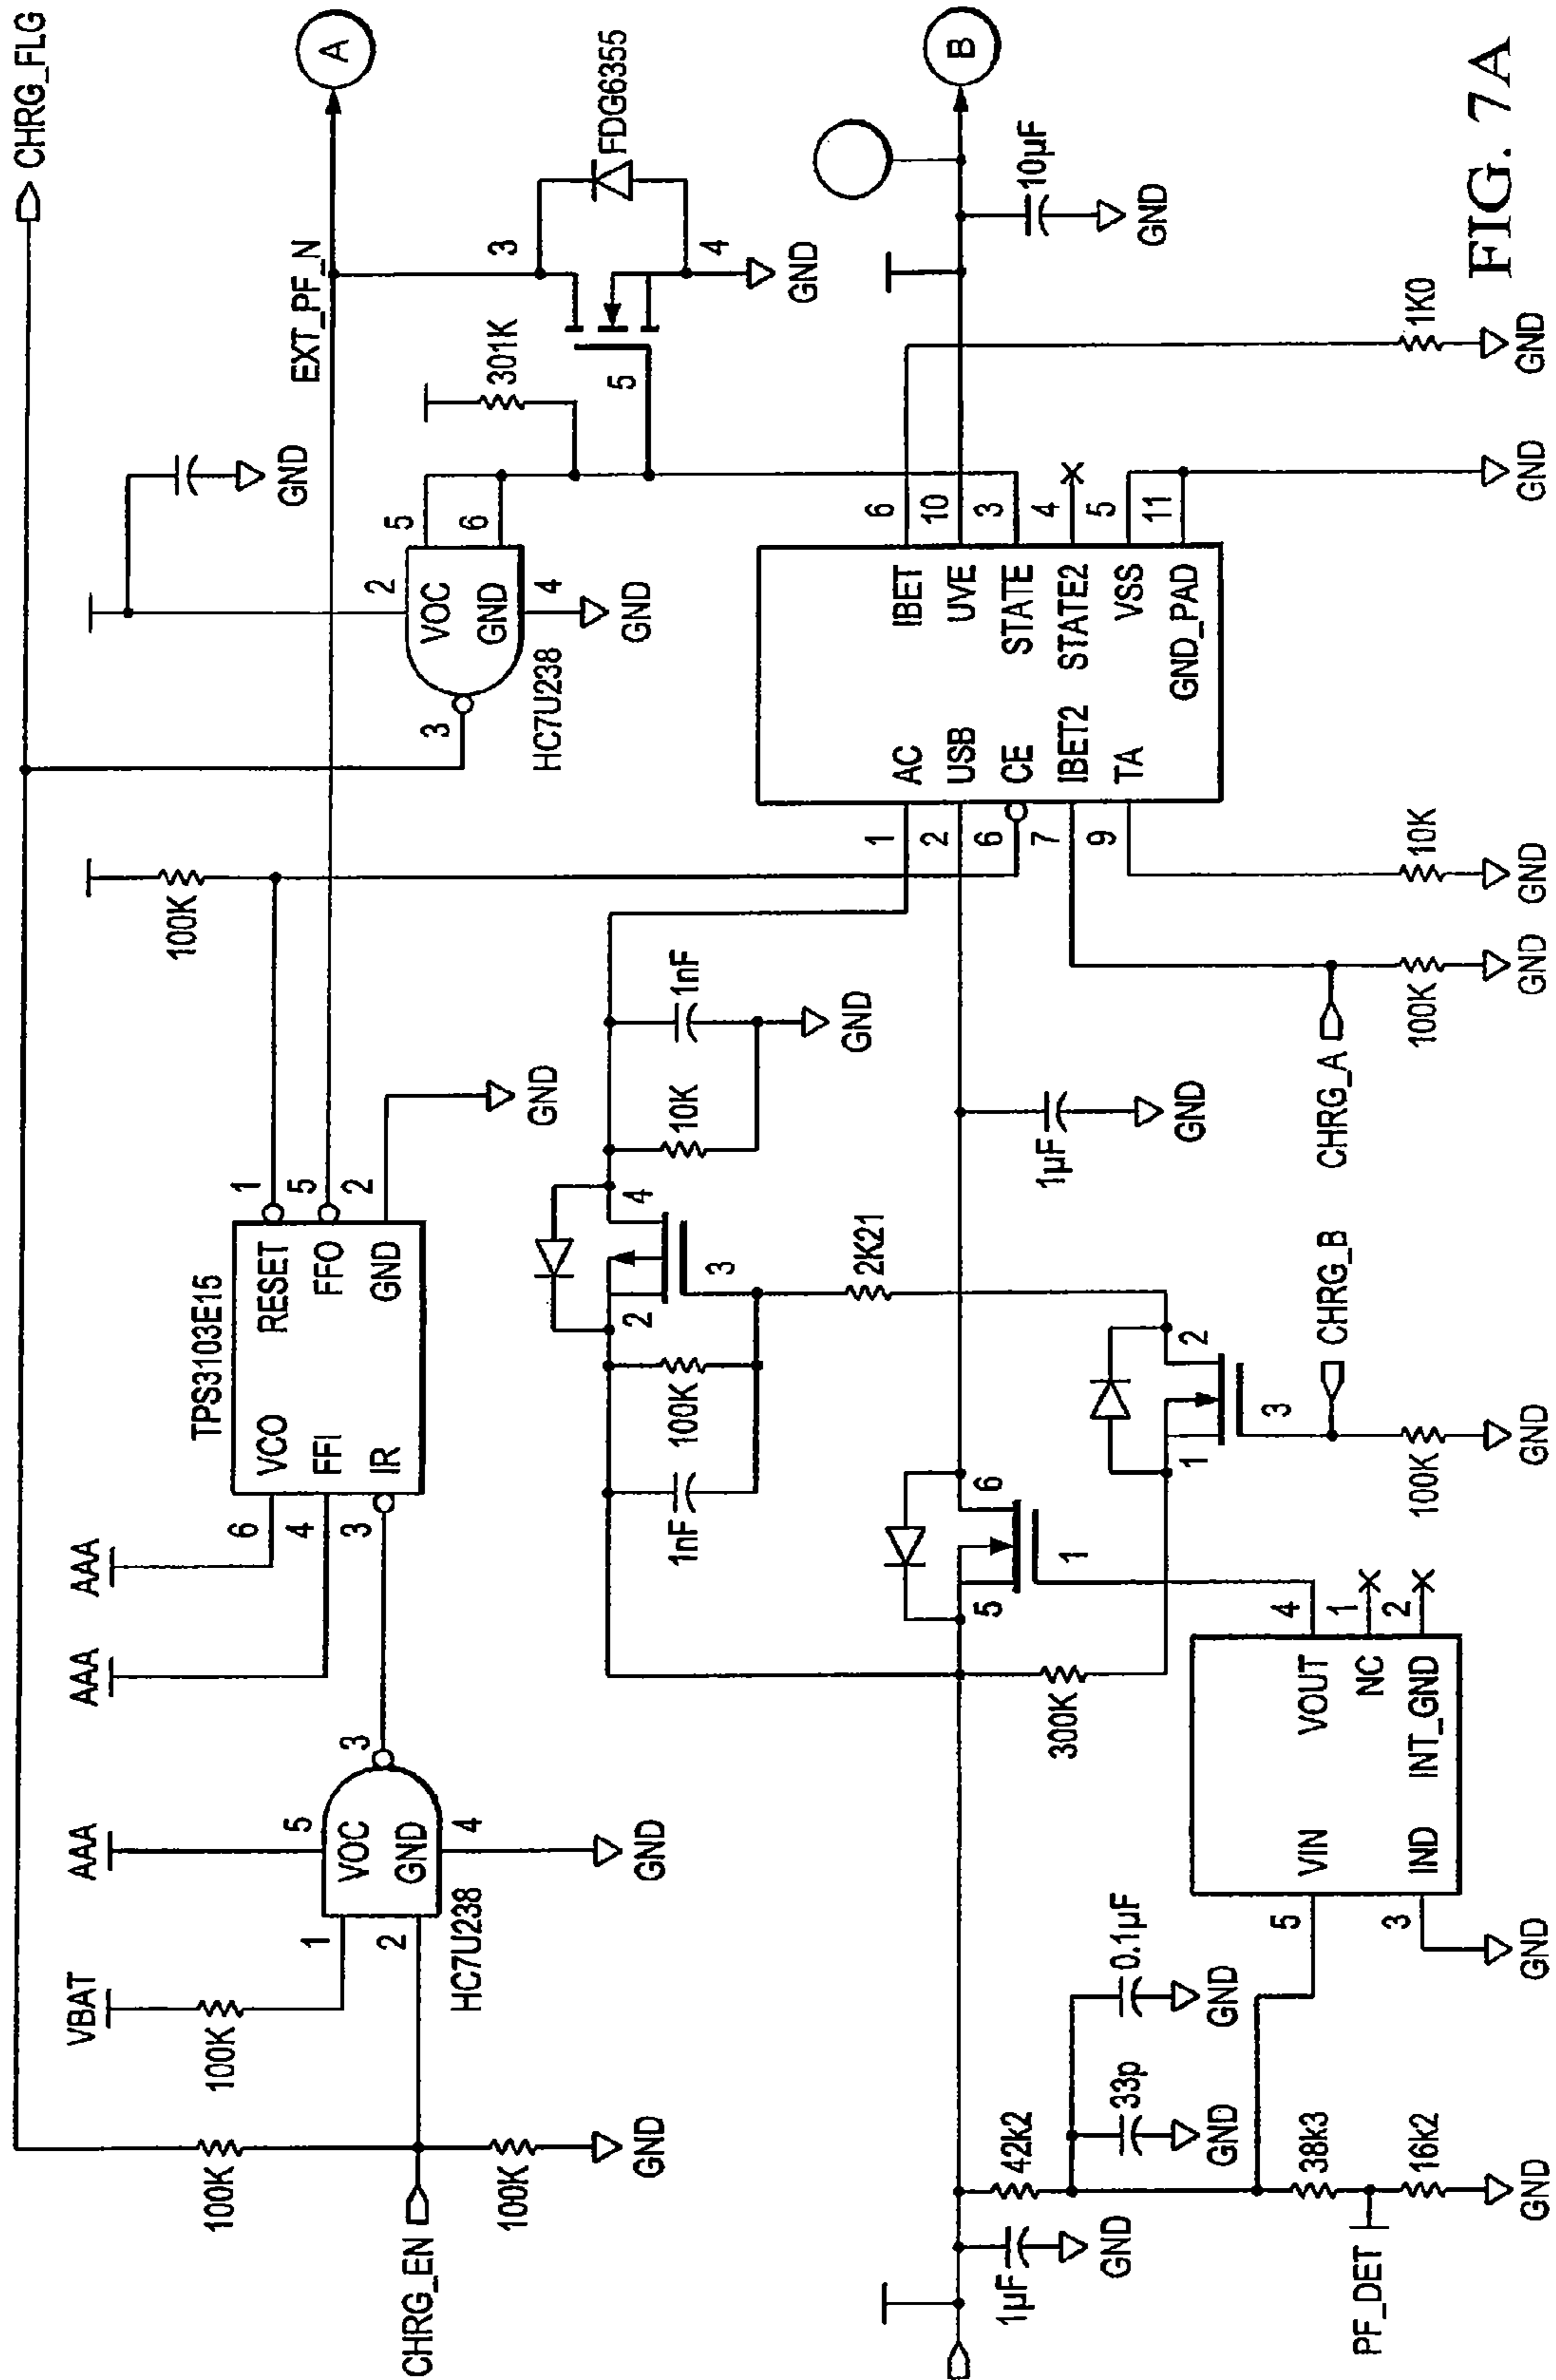 CHRG_FLG
A
EXT_PF_N
FDG6355
3
4
5
GND
301K
GND
5
6
2
VOC
GND
4
GND
3
HC7U238
100K
TPS3103E15
VCO
FFI
IR
RESET
FFO
GND
6
4
3
1
5
2
GND
AAA
AAA
AAA
VBAT
100K
1
2
VOC
GND
5
4
3
GND
HC7U238
100K
CHRG_EN
100K
GND
B
10µF
GND
IBET
UVE
STATE
STATE2
VSS
GND_PAD
6
10
3
4
5
11
AC
USB
CE
IBET2
TA
1
2
6
7
9
1K0
GND
GND
10K
GND
100K
GND
CHRG_A
1nF
10K
GND
4
2
3
100K
1nF
2K21
1µF
GND
6
5
1
2
1
3
CHRG_B
100K
GND
300K
VIN
IND
VOUT
NC
INT_GND
4
1
2
5
3
GND
0.1µF
GND
33p
GND
42k2
38k3
16k2
GND
PF_DET
1µF
GND
FIG. 7A